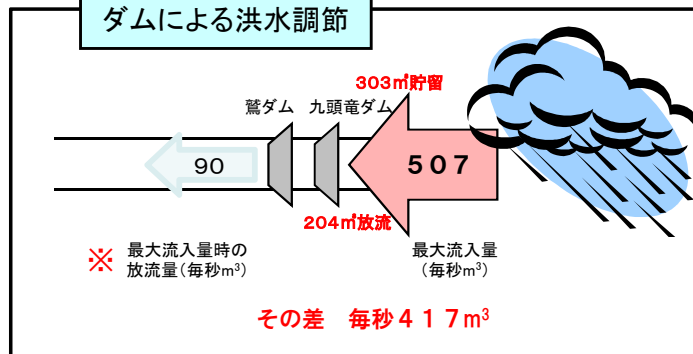 ダムによる洪水調節
303㎥貯留
鷲ダム
九頭竜ダム
90
507
204㎥放流
※
最大流入量時の
放流量(毎秒m³)
最大流入量
(毎秒m³)
その差　毎秒417m³